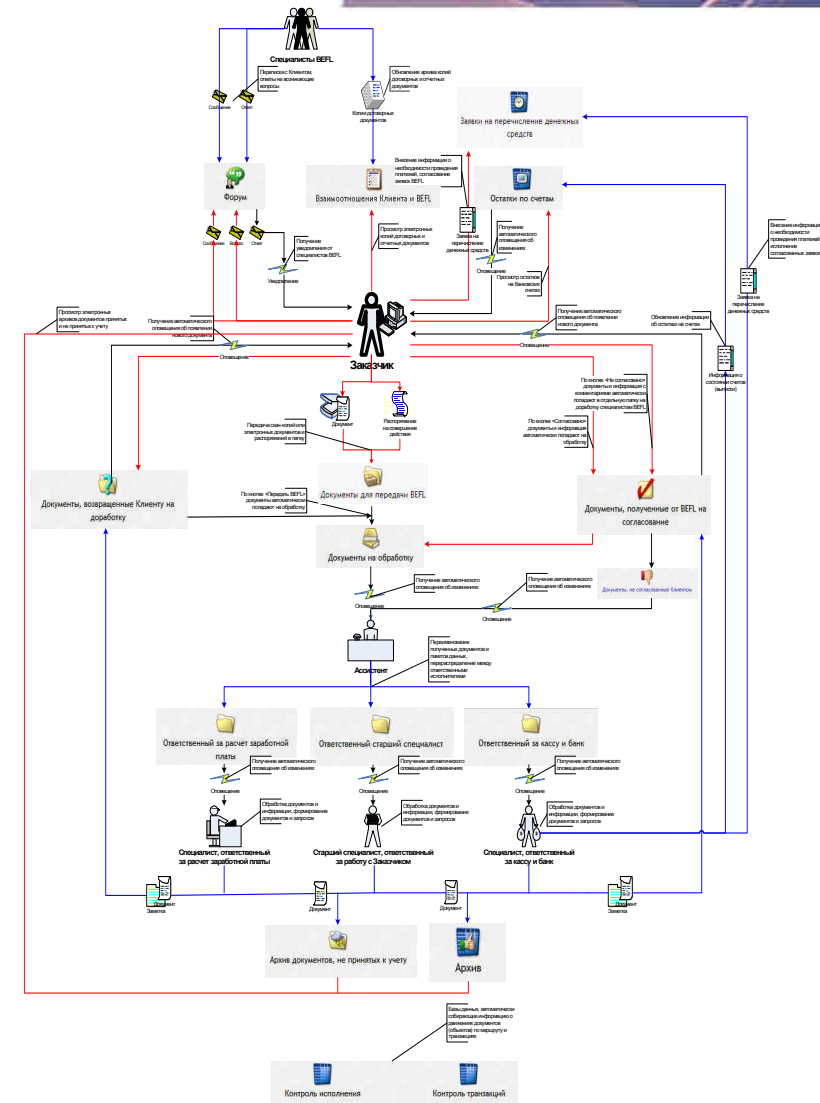 Специалисты BEFL
Переписка с Клиентом,
ответы на возникающие
вопросы
Обновление архива копий
договорных и отчетных
документов
Сообщение
Ответ
Копии договорных
документов
Заявки на перечисление денежных
средств
Форум
Взаимоотношения Клиента и BEFL
Внесение информации о
необходимости проведения
платежей, согласование
заявок BEFL
Остатки по счетам
Сообщение
Вопрос
Ответ
Получение
уведомления от
специалистов BEFL
Уведомление
Просмотр электронных
копий договорных и
отчетных документов
Заявка на
перечисление
денежных средств
Получение
автоматического
оповещения об
изменениях
Оповещение
Просмотр остатков
на банковских
счетах
Внесение информации
о необходимости
проведения платежей
исполнение
согласованных заявок
Заявка на
перечисление
денежных средств
Просмотр электронных
архивов документов принятых
и не принятых к учету
Получение автоматического
оповещения об появлении
нового документа
Оповещение
Заказчик
Получение автоматического
оповещения об появлении
нового документа
Оповещение
Обновление информации
об остатках на счетах
Информация о
состоянии счетов
(выписки)
По кнопке «Не согласовано»
документы и информация с
комментариями автоматически
попадают в отдельную папку на
доработку специалистам BEFL
По кнопке «Согласовано»
документы и информация
автоматически попадают на
обработку
Документ
Распоряжение
на совершение
действия
Передача скан-копий или
электронных документов и
распоряжений в папку
Документы, возвращенные Клиенту на
доработку
По кнопке «Передать BEFL»
документы автоматически
попадают на обработку
Документы для передачи BEFL
Документы, полученные от BEFL на
согласование
Документы на обработку
Документы, не согласованные Клиентом
Получение автоматического
оповещения об изменениях
Оповещение
Получение автоматического
оповещения об изменениях
Оповещение
Ассистент
Переименование
полученных документов и
пакетов данных,
перераспределение между
ответственными
исполнителями
Ответственный за расчет заработной
платы
Ответственный старший специалист
Ответственный за кассу и банк
Получение автоматического
оповещения об изменениях
Получение автоматического
оповещения об изменениях
Получение автоматического
оповещения об изменениях
Оповещение
Оповещение
Оповещение
Обработка документов и
информации, формирование
документов и запросов
Обработка документов и
информации, формирование
документов и запросов
Обработка документов и
информации, формирование
документов и запросов
Специалист, ответственный
за расчет заработной платы
Старший специалист, ответственный
за работу с Заказчиком
Специалист, ответственный
за кассу и банк
Документ
Заметка
Документ
Документ
Документ
Заметка
Архив документов, не принятых к учету
Архив
Базы данных, автоматически
собирающие информацию о
движениях документов
(объектов) по маршруту и
транзакциях
Контроль исполнения
Контроль транзакций